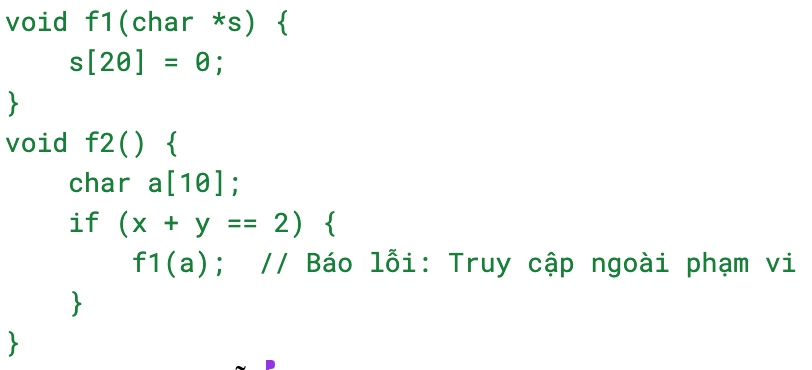 void f1(char *s) {
    s[20] = 0;
}
void f2() {
    char a[10];
    if (x + y == 2) {
        f1(a);  // Báo lỗi: Truy cập ngoài phạm vi
    }
}